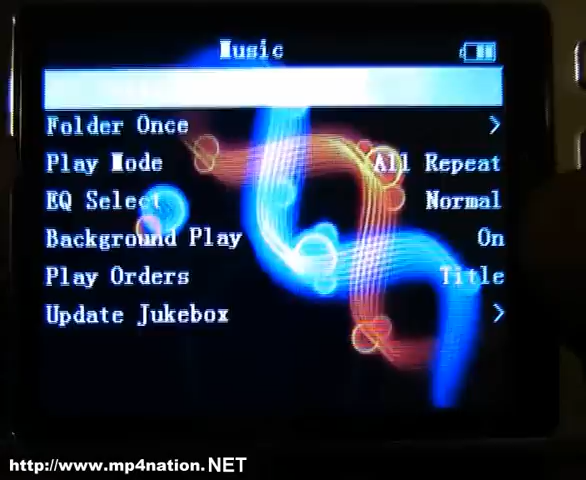 Music
Folder Once >
Play Mode All Repeat
EQ Select Normal
Background Play On
Play Orders Title
Update Jukebox >
http://www.mp4nation.NET